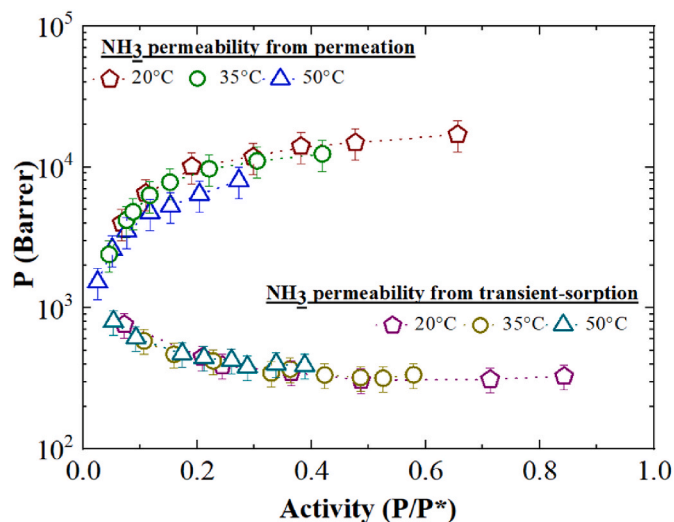 NH3 permeability from permeation
20°C 35°C 50°C
NH3 permeability from transient-sorption
20°C 35°C 50°C
P (Barrer)
10^5
10^4
10^3
10^2
0.0 0.2 0.4 0.6 0.8 1.0
Activity (P/P*)